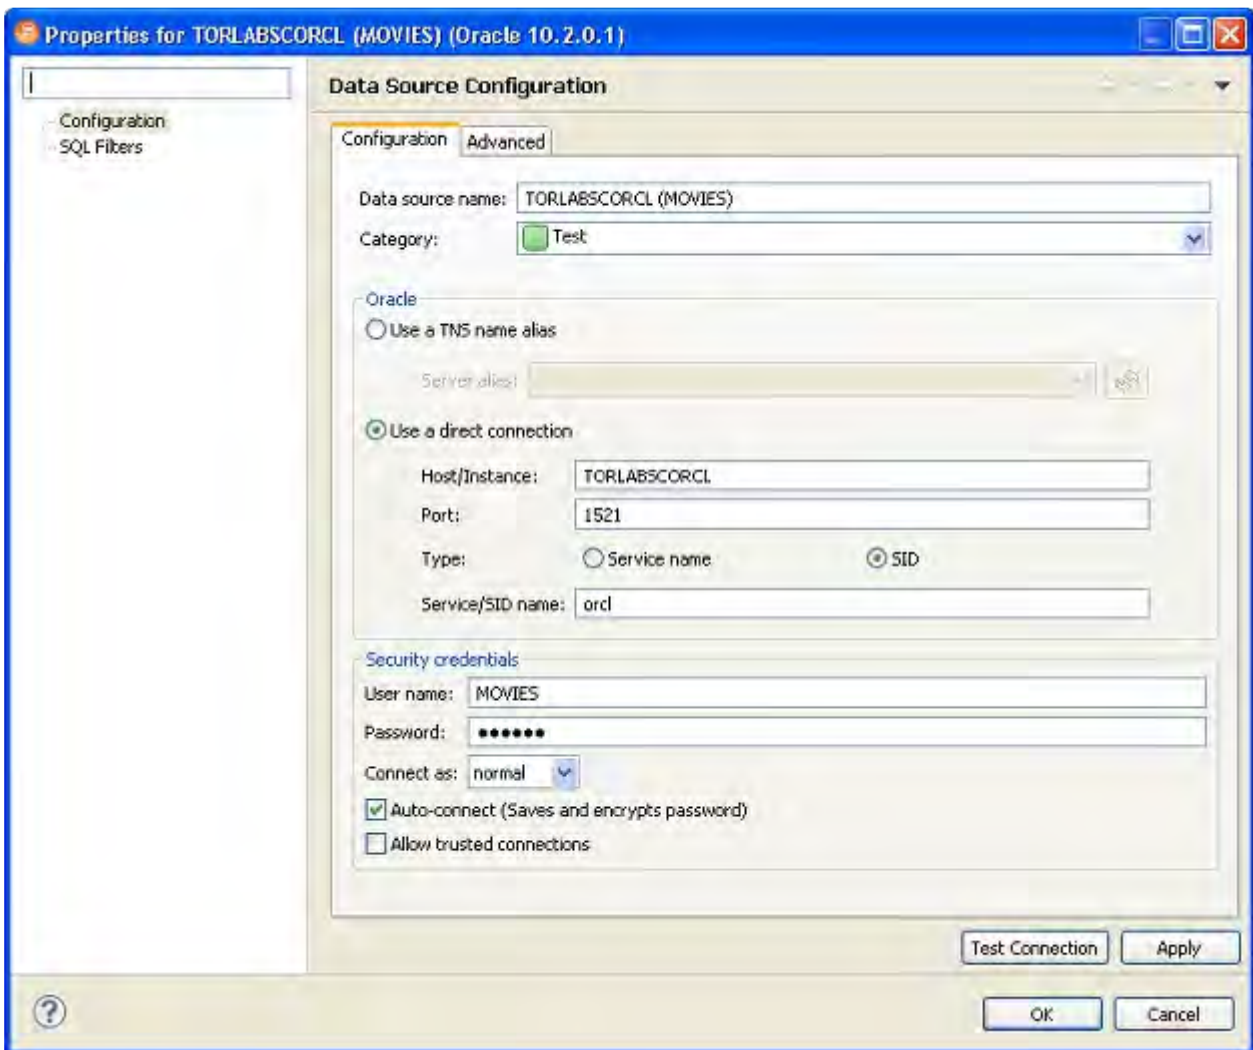 Properties for TORLABSCORCL (MOVIES) (Oracle 10.2.0.1)
Configuration
SQL Filters
Data Source Configuration
Configuration Advanced
Data source name: TORLABSCORCL (MOVIES)
Category: Test
Oracle
Use a TNS name alias
Server alias:
Use a direct connection
Host/Instance: TORLABSCORCL
Port: 1521
Type: Service name SID
Service/SID name: orcl
Security credentials
User name: MOVIES
Password: ●●●●●●
Connect as: normal
Auto-connect (Saves and encrypts password)
Allow trusted connections
Test Connection Apply
? OK Cancel